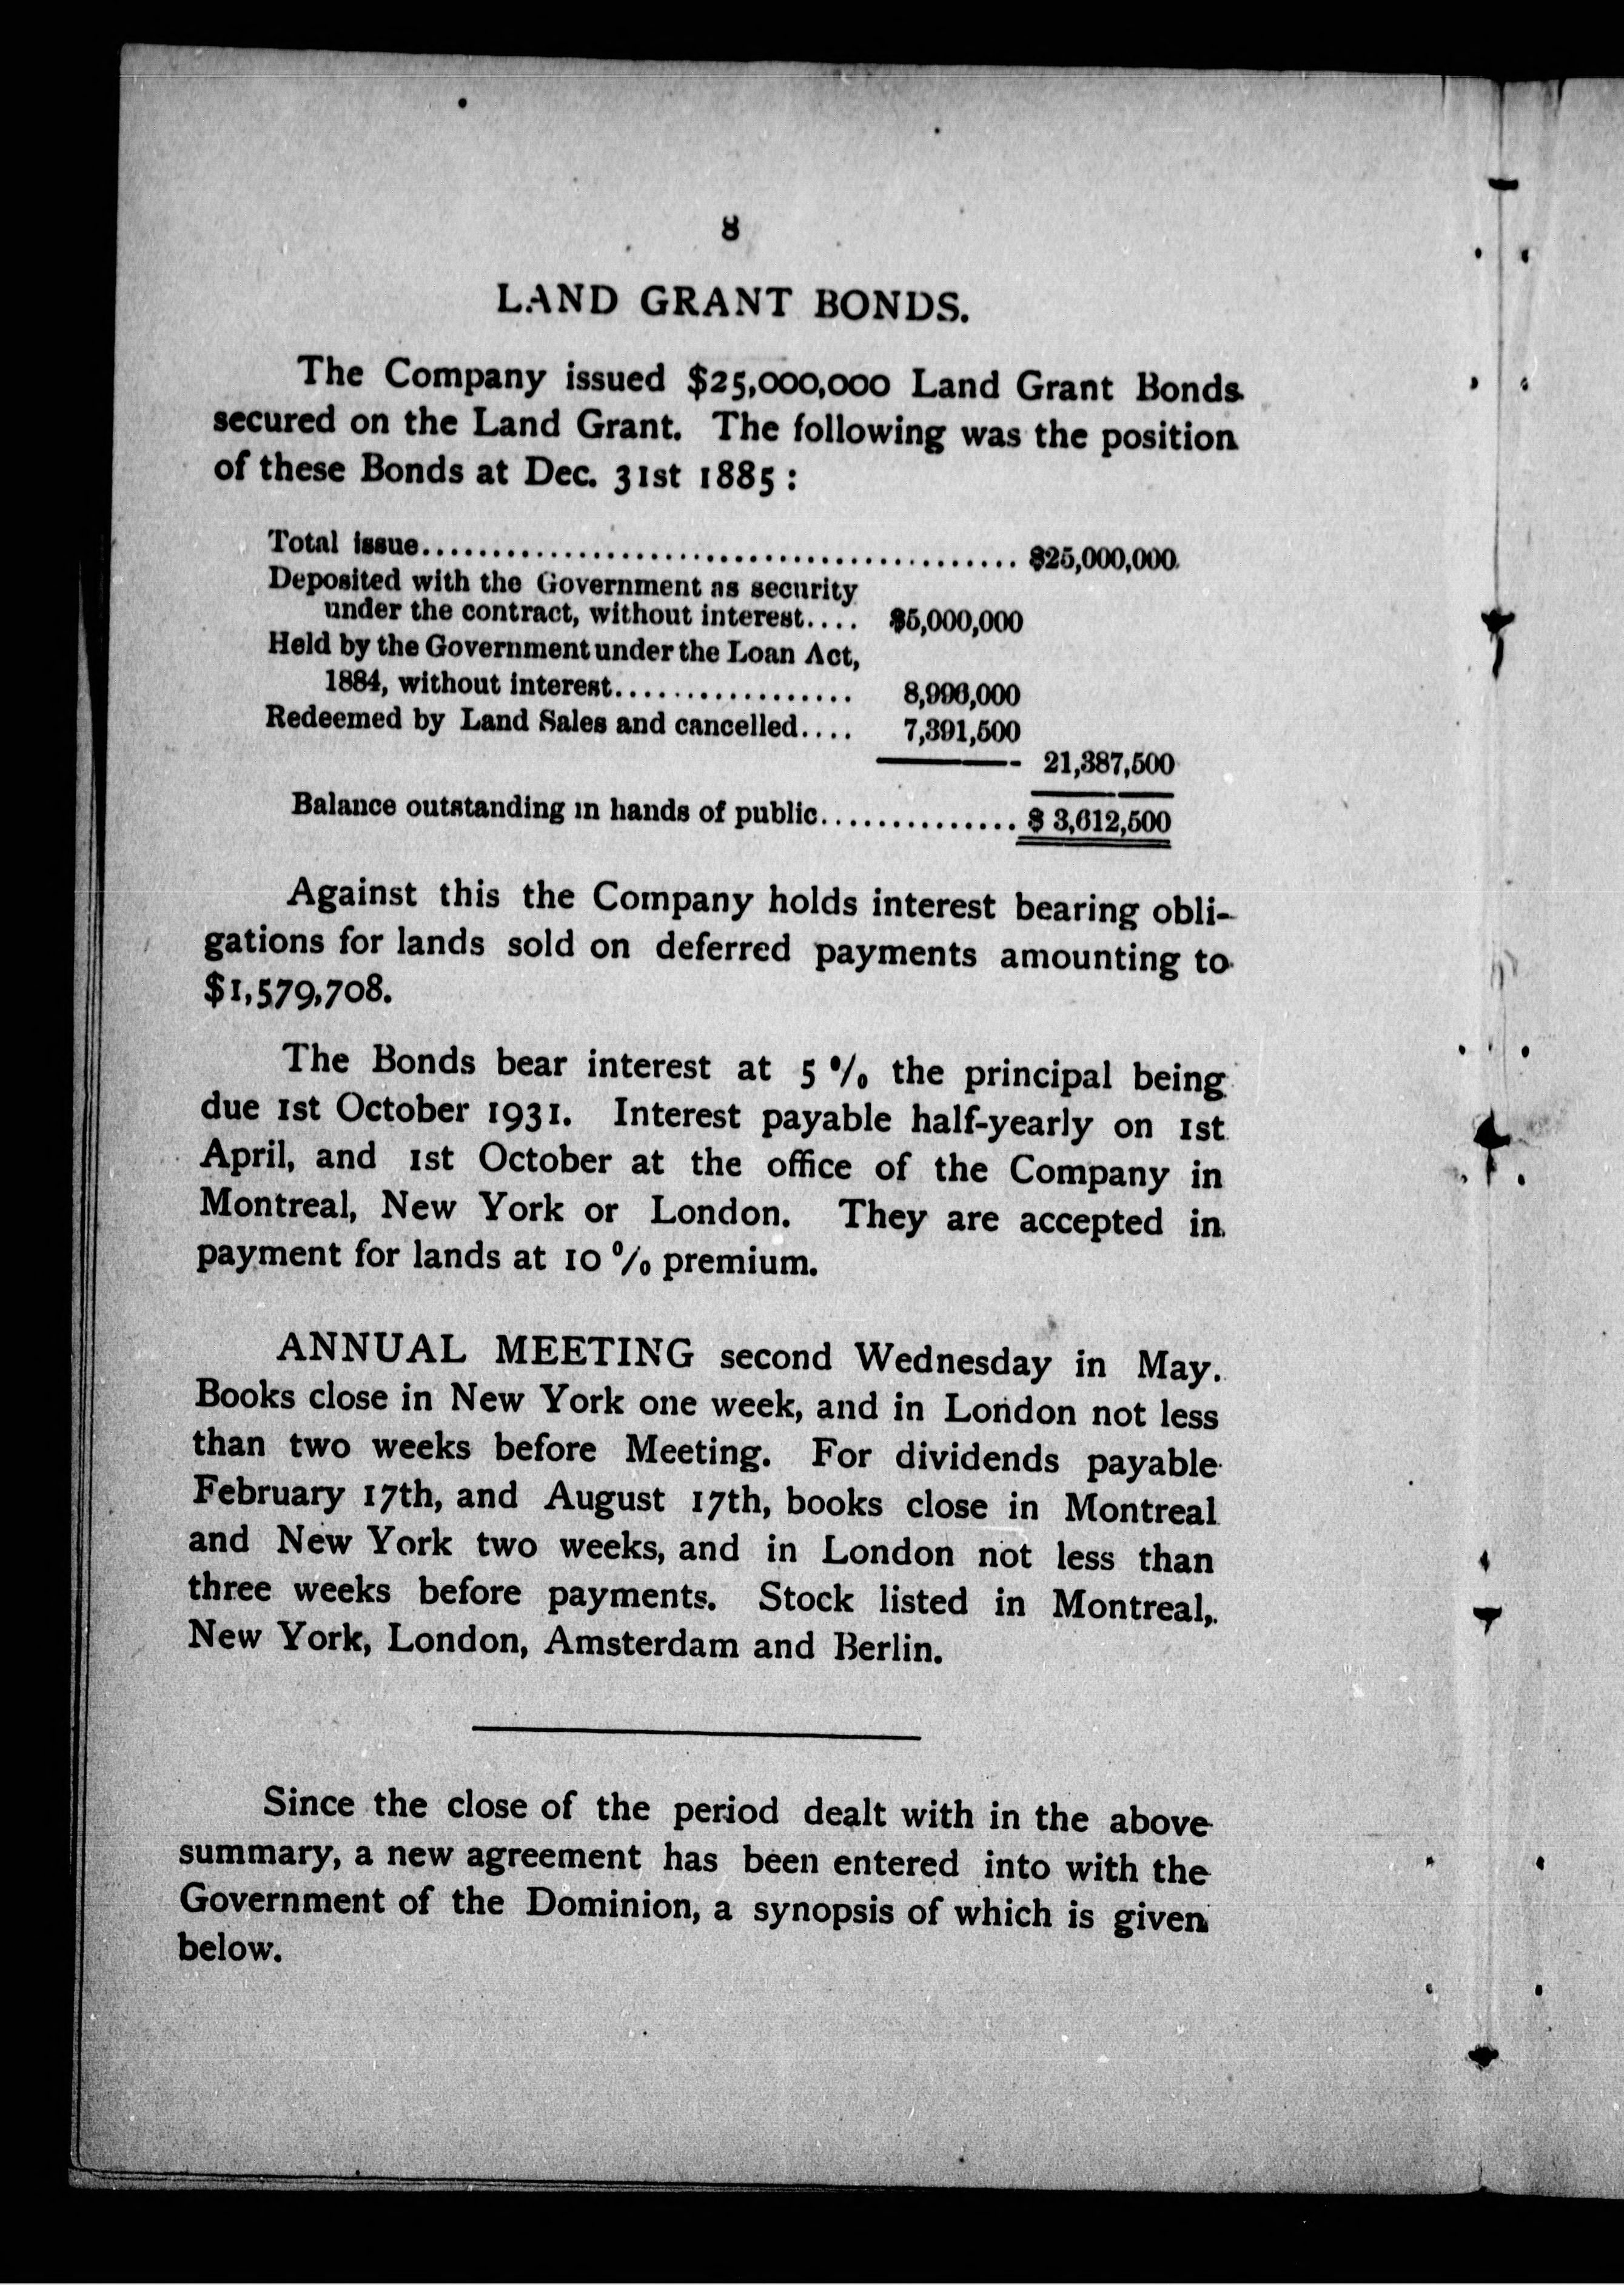 8
LAND GRANT BONDS.
The Company issued $25,000,000 Land Grant Bonds
secured on the Land Grant. The following was the position
of these Bonds at Dec. 31st 1885 :
Total issue........................................... $25,000,000
Deposited with the Government as security
under the contract, without interest.... $5,000,000
Held by the Government under the Loan Act,
1884, without interest................. 8,996,000
Redeemed by Land Sales and cancelled.... 7,391,500
21,387,500
Balance outstanding in hands of public.............. $ 3,612,500
Against this the Company holds interest bearing obli-
gations for lands sold on deferred payments amounting to
$1,579,708.
The Bonds bear interest at 5 % the principal being
due 1st October 1931. Interest payable half-yearly on 1st
April, and 1st October at the office of the Company in
Montreal, New York or London. They are accepted in
payment for lands at 10 % premium.
ANNUAL MEETING second Wednesday in May.
Books close in New York one week, and in London not less
than two weeks before Meeting. For dividends payable
February 17th, and August 17th, books close in Montreal
and New York two weeks, and in London not less than
three weeks before payments. Stock listed in Montreal,
New York, London, Amsterdam and Berlin.
Since the close of the period dealt with in the above
summary, a new agreement has been entered into with the
Government of the Dominion, a synopsis of which is given
below.